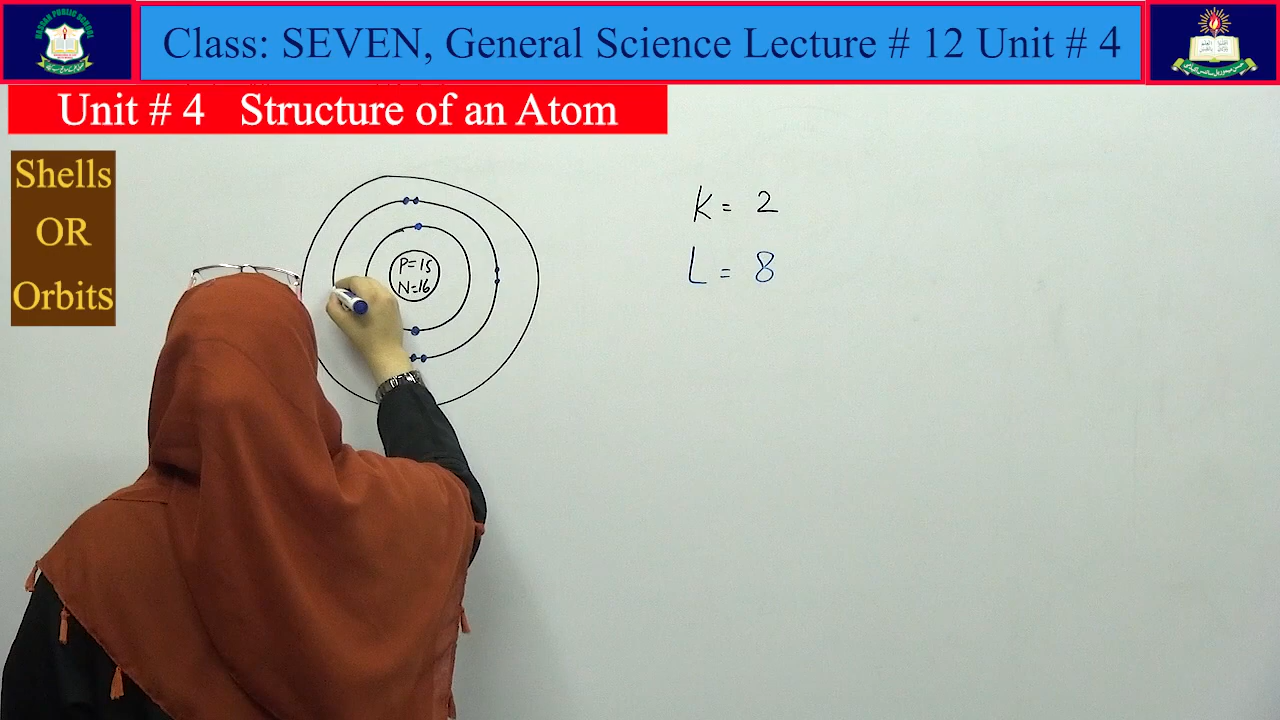 Class: SEVEN, General Science Lecture # 12 Unit # 4
Unit # 4 Structure of an Atom
Shells
OR
Orbits
P=15
N=16
K = 2
L = 8